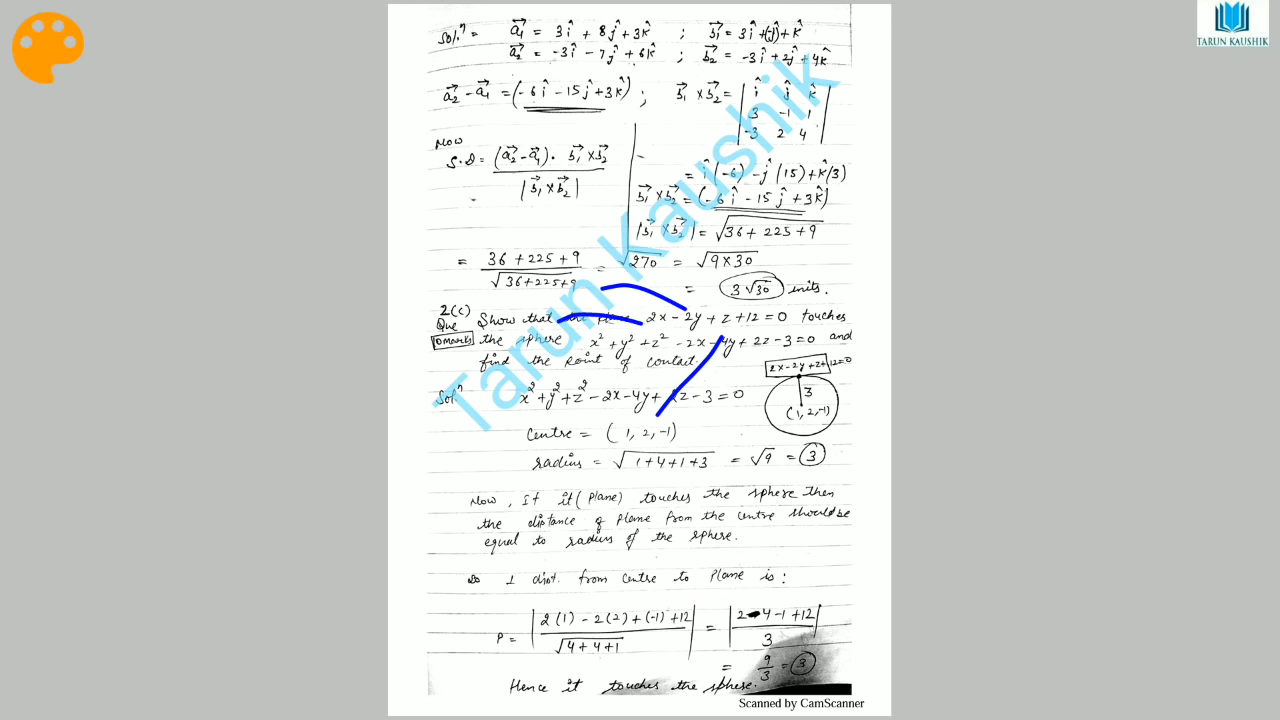 TARUN KAUSHIK
Solⁿ = a₁⃗ = 3î + 8ĵ + 3k̂ ; b₁⃗ = 3î + (-ĵ) + k̂
a₂⃗ = -3î - 7ĵ + 6k̂ ; b₂⃗ = -3î + 2ĵ + 4k̂
a₂⃗ - a₁⃗ = (-6î - 15ĵ + 3k̂) ; b₁⃗ × b₂⃗ = | î ĵ k̂
3 -1 1
-3 2 4 |
Now
S.D = (a₂⃗ - a₁⃗) . b₁⃗ × b₂⃗ / |b₁⃗ × b₂⃗|
= î(-6) - ĵ(15) + k̂(3)
b₁⃗ × b₂⃗ = (-6î - 15ĵ + 3k̂)
|b₁⃗ × b₂⃗| = √36 + 225 + 9
= 36 + 225 + 9 / √36+225+9 = √270 = √9×30
= 3√30 units.
2(c) Que 10 marks Show that the plane 2x - 2y + z + 12 = 0 touches
the sphere x² + y² + z² - 2x - 4y + 2z - 3 = 0 and
find the point of contact.
2x-2y+z+12=0
3
(1, 2, -1)
Solⁿ x² + y² + z² - 2x - 4y + 2z - 3 = 0
Centre = (1, 2, -1)
radius = √1+4+1+3 = √9 = 3
Now, If it (plane) touches the sphere then
the distance of plane from the centre should be
equal to radius of the sphere.
So ⊥ dist. from centre to plane is :
P = | 2(1) - 2(2) + (-1) + 12 / √4+4+1 | = | 2 - 4 - 1 + 12 / 3 |
= 9/3 = 3
Hence it touches the sphere.
Tarun Kaushik
Scanned by CamScanner